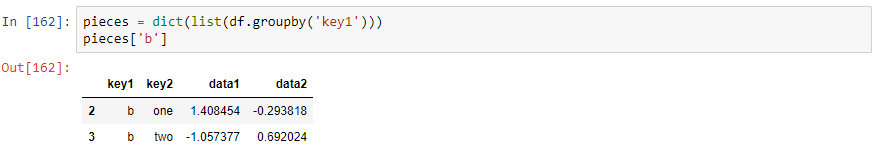 In [162]: pieces = dict(list(df.groupby('key1')))
pieces['b']
Out[162]:
key1 key2 data1 data2
2 b one 1.408454 -0.293818
3 b two -1.057377 0.692024